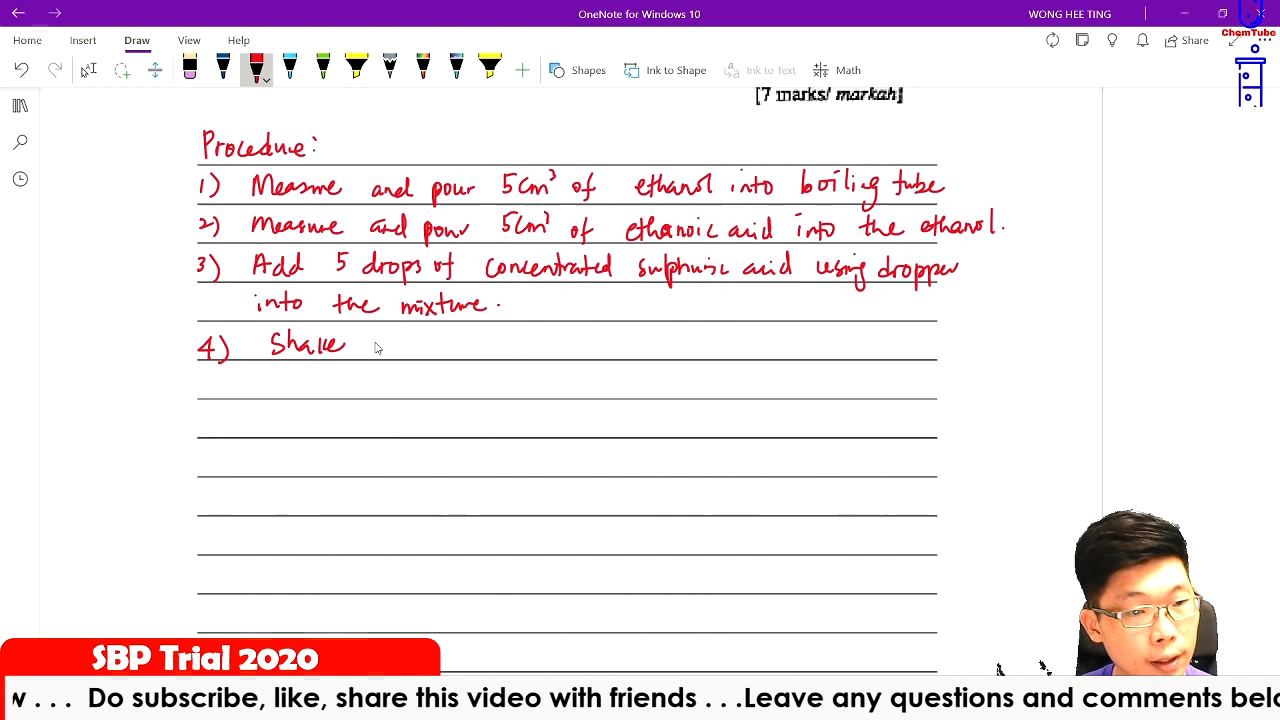 OneNote for Windows 10
WONG HEE TING
ChemTube
Home Insert Draw View Help
Share
Shapes
Ink to Shape
Ink to Text
Math
[7 marks/ markah]
Procedure:
1) Measure and pour 5cm³ of ethanol into boiling tube
2) Measure and pour 5cm³ of ethanoic acid into the ethanol.
3) Add 5 drops of concentrated sulphuric acid using dropper
into the mixture.
4) Shake
SBP Trial 2020
w . . . Do subscribe, like, share this video with friends . . .Leave any questions and comments belo